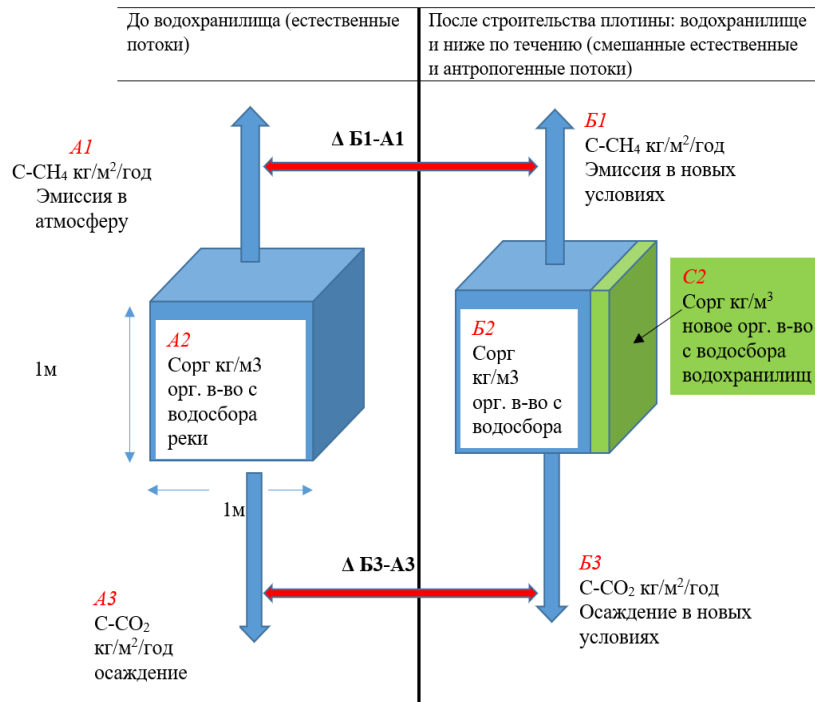 До водохранилища (естественные
потоки)
После строительства плотины: водохранилище
и ниже по течению (смешанные естественные
и антропогенные потоки)
А1
С-CH₄ кг/м²/год
Эмиссия в
атмосферу
Δ Б1-А1
Б1
С-CH₄ кг/м²/год
Эмиссия в новых
условиях
1м
А2
Сорг кг/м3
орг. в-во с
водосбора
реки
1м
Б2
Сорг
кг/м3
орг. в-во с
водосбора
С2
Сорг кг/м³
новое орг. в-во
с водосбора
водохранилищ
А3
С-CO₂
кг/м²/год
осаждение
Δ Б3-А3
Б3
С-CO₂ кг/м²/год
Осаждение в новых
условиях